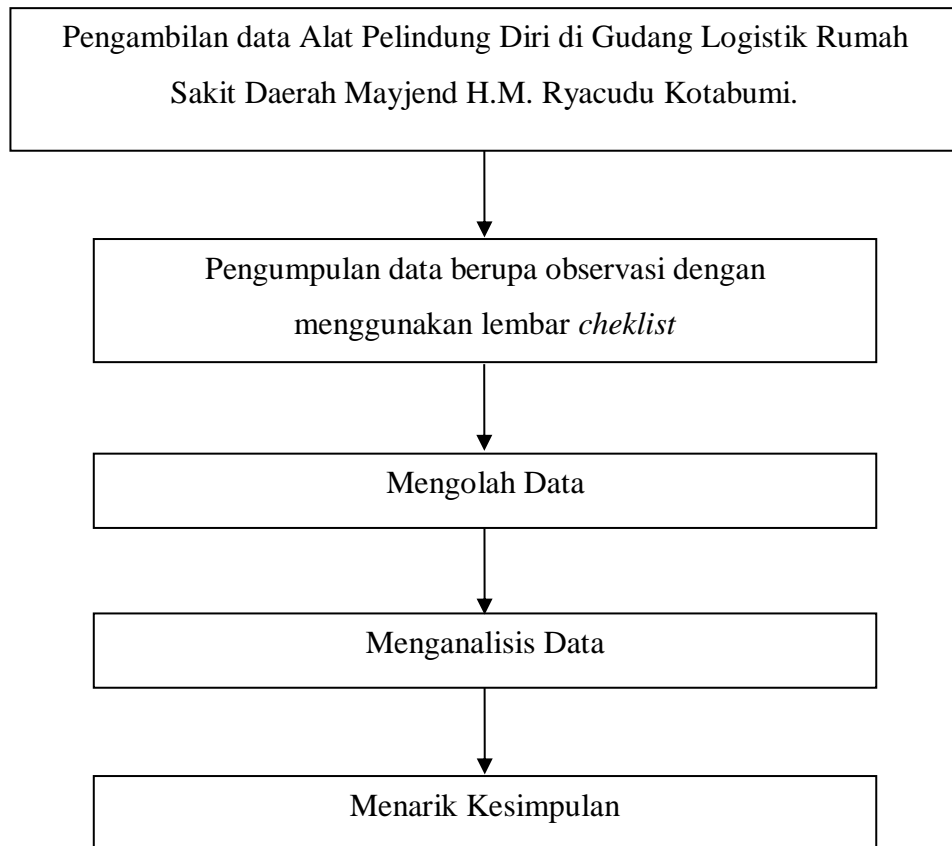 Pengambilan data Alat Pelindung Diri di Gudang Logistik Rumah
Sakit Daerah Mayjend H.M. Ryacudu Kotabumi.
Pengumpulan data berupa observasi dengan
menggunakan lembar cheklist
Mengolah Data
Menganalisis Data
Menarik Kesimpulan